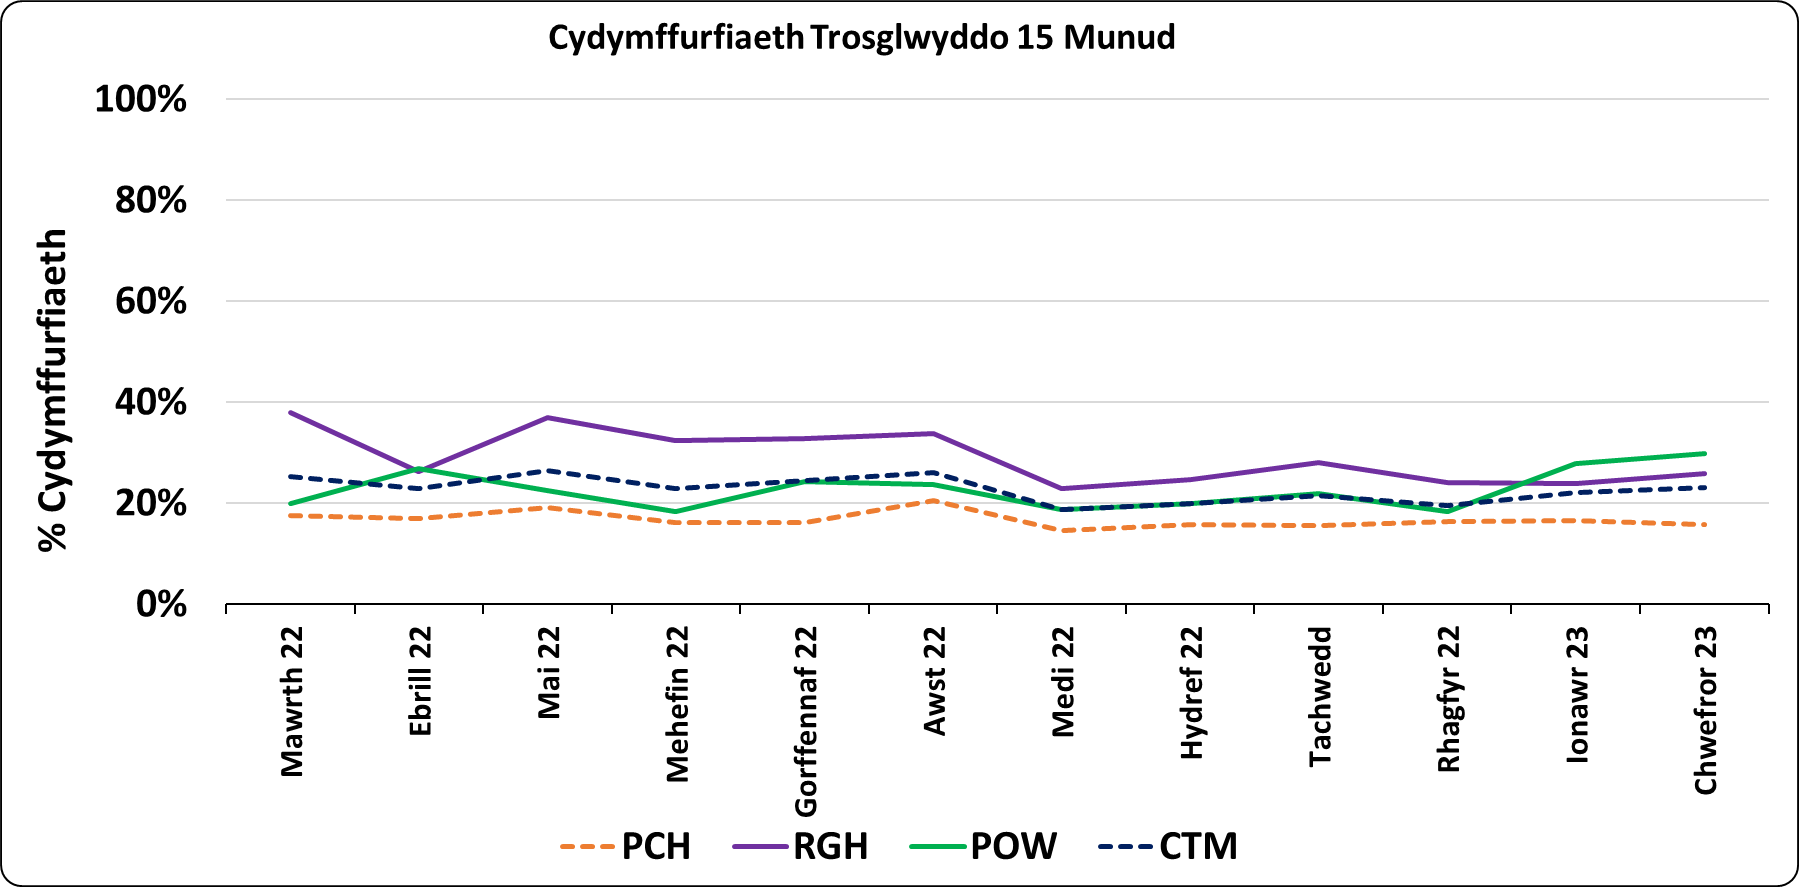 Cydymffurfiaeth Trosglwyddo 15 Munud
100%
80%
60%
40%
20%
0%
% Cydymffurfiaeth
Mawrth 22
Ebrill 22
Mai 22
Mehefin 22
Gorffennaf 22
Awst 22
Medi 22
Hydref 22
Tachwedd
Rhagfyr 22
Ionawr 23
Chwefror 23
PCH RGH POW CTM